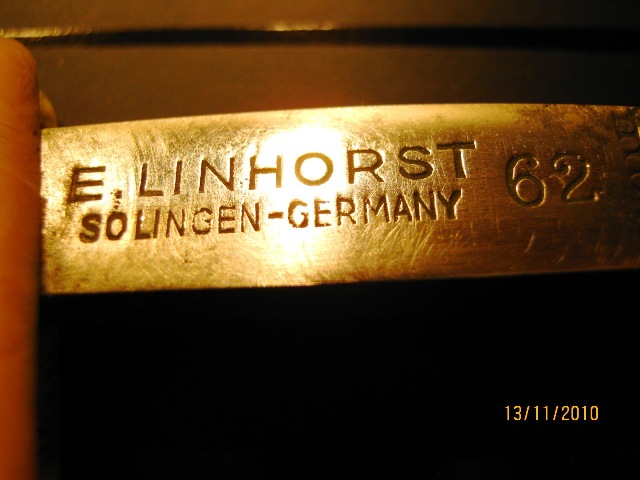 E. LINHORST 62
SOLINGEN-GERMANY
13/11/2010